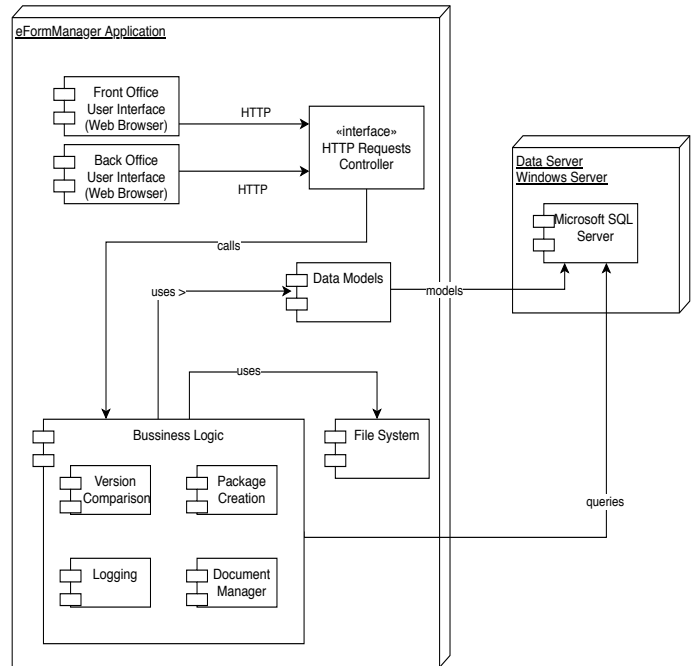 eFormManager Application
Front Office
User Interface
(Web Browser)
HTTP
«interface»
HTTP Requests
Controller
Back Office
User Interface
(Web Browser)
HTTP
Data Server
Windows Server
Microsoft SQL
Server
calls
Data Models
uses >
models
uses
Bussiness Logic
File System
Version
Comparison
Package
Creation
queries
Logging
Document
Manager